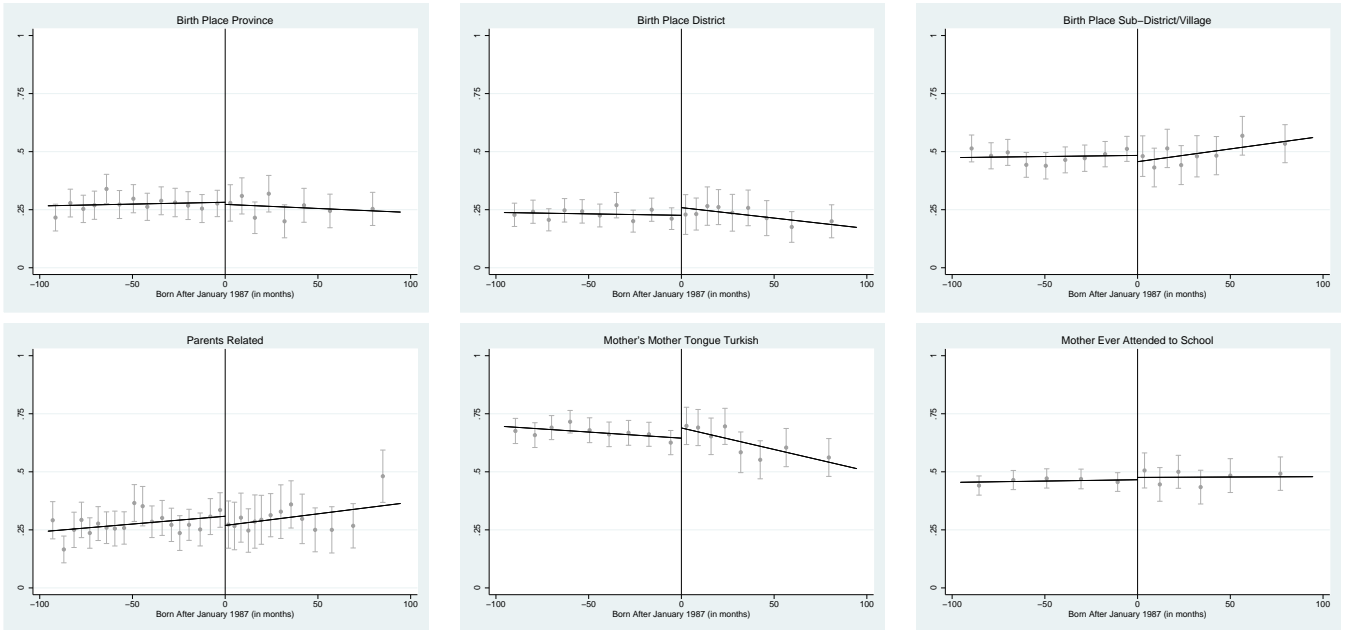 Birth Place Province
1
.75
.5
.25
0
−100 −50 0 50 100
Born After January 1987 (in months)
Birth Place District
1
.75
.5
.25
0
−100 −50 0 50 100
Born After January 1987 (in months)
Birth Place Sub−District/Village
1
.75
.5
.25
0
−100 −50 0 50 100
Born After January 1987 (in months)
Parents Related
1
.75
.5
.25
0
−100 −50 0 50 100
Born After January 1987 (in months)
Mother's Mother Tongue Turkish
1
.75
.5
.25
0
−100 −50 0 50 100
Born After January 1987 (in months)
Mother Ever Attended to School
1
.75
.5
.25
0
−100 −50 0 50 100
Born After January 1987 (in months)